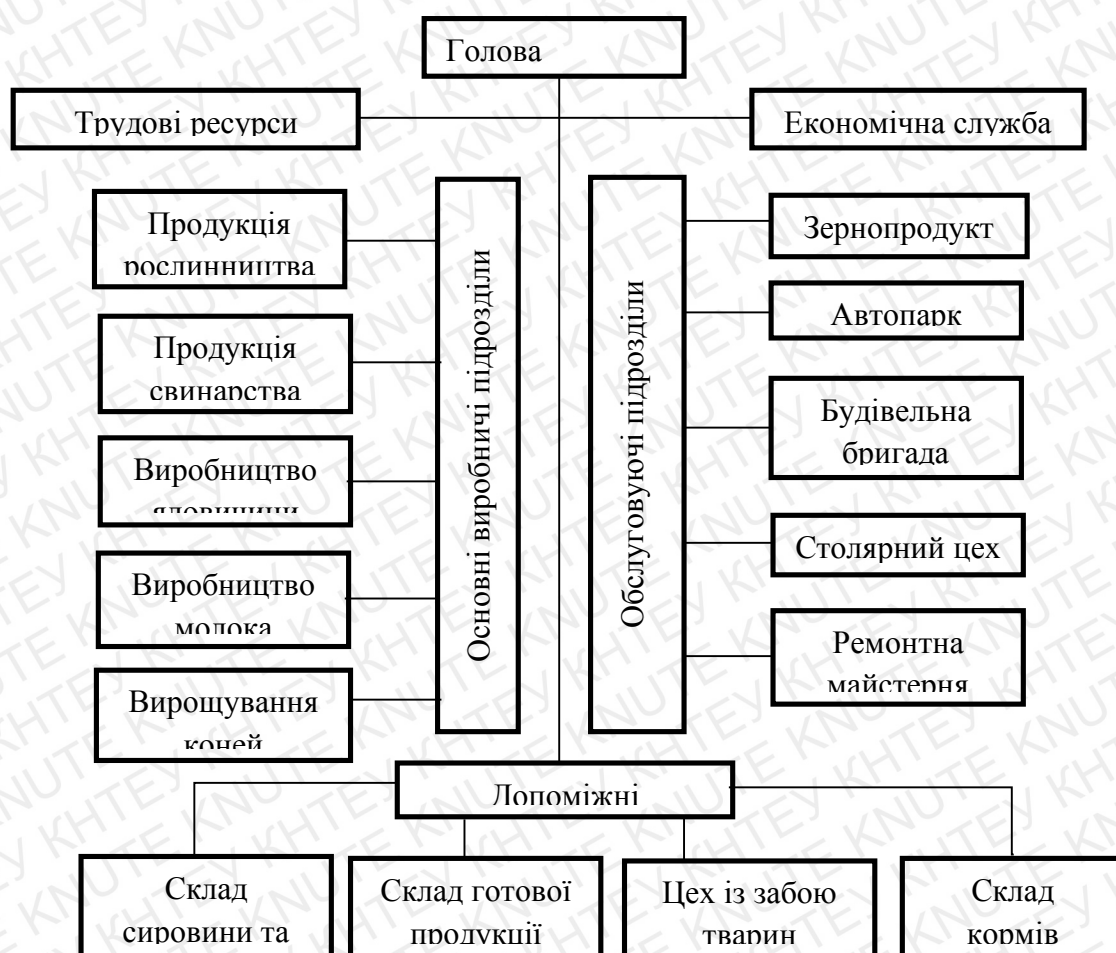 Голова
Трудові ресурси
Економічна служба
Продукція
рослинництва
Продукція
свинарства
Виробництво
яловичини
Виробництво
молока
Вирощування
коней
Основні виробничі підрозділи
Обслуговуючі підрозділи
Зернопродукт
Автопарк
Будівельна
бригада
Столярний цех
Ремонтна
майстерня
Допоміжні
Склад
сировини та
Склад готової
продукції
Цех із забою
тварин
Склад
кормів